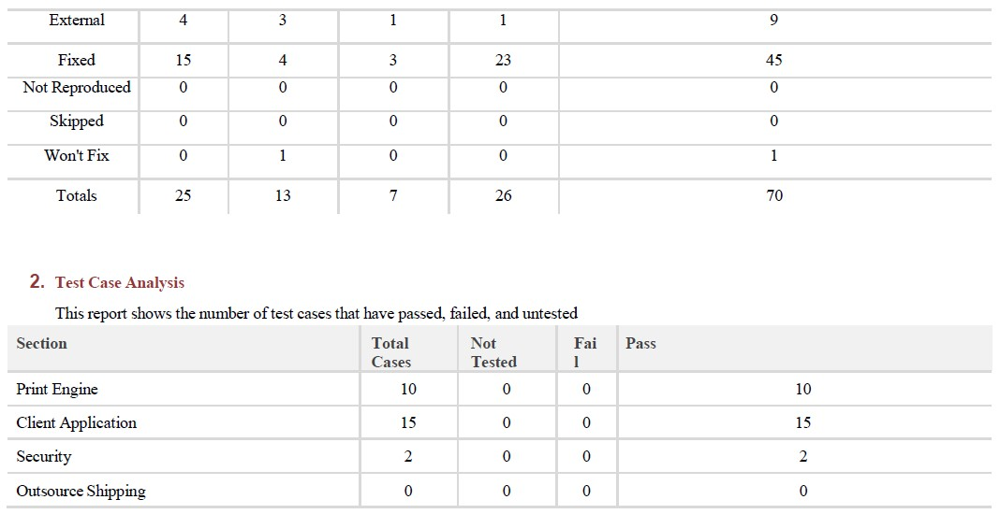 External 4 3 1 1 9
Fixed 15 4 3 23 45
Not Reproduced 0 0 0 0 0
Skipped 0 0 0 0 0
Won't Fix 0 1 0 0 1
Totals 25 13 7 26 70
2. Test Case Analysis
This report shows the number of test cases that have passed, failed, and untested
Section Total Not Fai Pass
Cases Tested l
Print Engine 10 0 0 10
Client Application 15 0 0 15
Security 2 0 0 2
Outsource Shipping 0 0 0 0